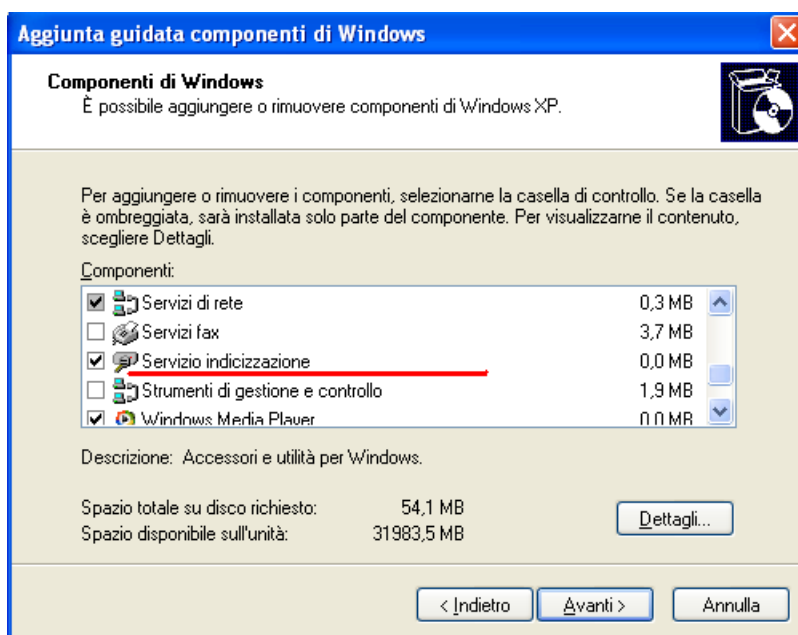 Aggiunta guidata componenti di Windows
Componenti di Windows
È possibile aggiungere o rimuovere componenti di Windows XP.
Per aggiungere o rimuovere i componenti, selezionarne la casella di controllo. Se la casella
è ombreggiata, sarà installata solo parte del componente. Per visualizzarne il contenuto,
scegliere Dettagli.
Componenti:
Servizi di rete 0,3 MB
Servizi fax 3,7 MB
Servizio indicizzazione 0,0 MB
Strumenti di gestione e controllo 1,9 MB
Windows Media Player 0,0 MB
Descrizione: Accessori e utilità per Windows.
Spazio totale su disco richiesto: 54,1 MB
Spazio disponibile sull'unità: 31983,5 MB
Dettagli...
< Indietro Avanti > Annulla